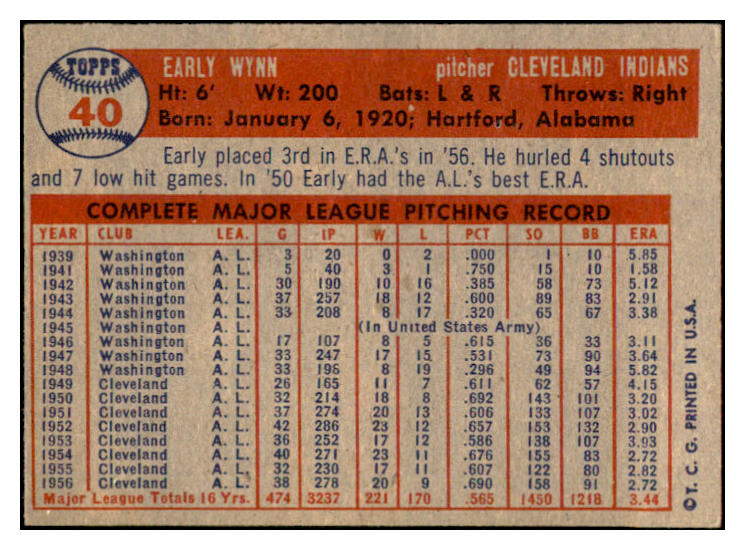 TOPPS
40
EARLY WYNN pitcher CLEVELAND INDIANS
Ht: 6' Wt: 200 Bats: L & R Throws: Right
Born: January 6, 1920; Hartford, Alabama
Early placed 3rd in E.R.A.'s in '56. He hurled 4 shutouts
and 7 low hit games. In '50 Early had the A.L.'s best E.R.A.
COMPLETE MAJOR LEAGUE PITCHING RECORD
YEAR CLUB LEA. G IP W L PCT SO BB ERA
1939 Washington A. L. 3 20 0 2 .000 1 10 5.85
1941 Washington A. L. 5 40 3 1 .750 15 10 1.58
1942 Washington A. L. 30 190 10 16 .385 58 73 5.12
1943 Washington A. L. 37 257 18 12 .600 89 83 2.91
1944 Washington A. L. 33 208 8 17 .320 65 67 3.38
1945 Washington A. L. (In United States Army)
1946 Washington A. L. 17 107 8 5 .615 36 33 3.11
1947 Washington A. L. 33 247 17 15 .531 73 90 3.64
1948 Washington A. L. 33 198 8 19 .296 49 94 5.82
1949 Cleveland A. L. 26 165 11 7 .611 62 57 4.15
1950 Cleveland A. L. 32 214 18 8 .692 143 101 3.20
1951 Cleveland A. L. 37 274 20 13 .606 133 107 3.02
1952 Cleveland A. L. 42 286 23 12 .657 153 132 2.90
1953 Cleveland A. L. 36 252 17 12 .586 138 107 3.93
1954 Cleveland A. L. 40 271 23 11 .676 155 83 2.72
1955 Cleveland A. L. 32 230 17 11 .607 122 80 2.82
1956 Cleveland A. L. 38 278 20 9 .690 158 91 2.72
Major League Totals 16 Yrs. 474 3237 221 170 .565 1450 1218 3.44
© T. C. G. PRINTED IN U.S.A.